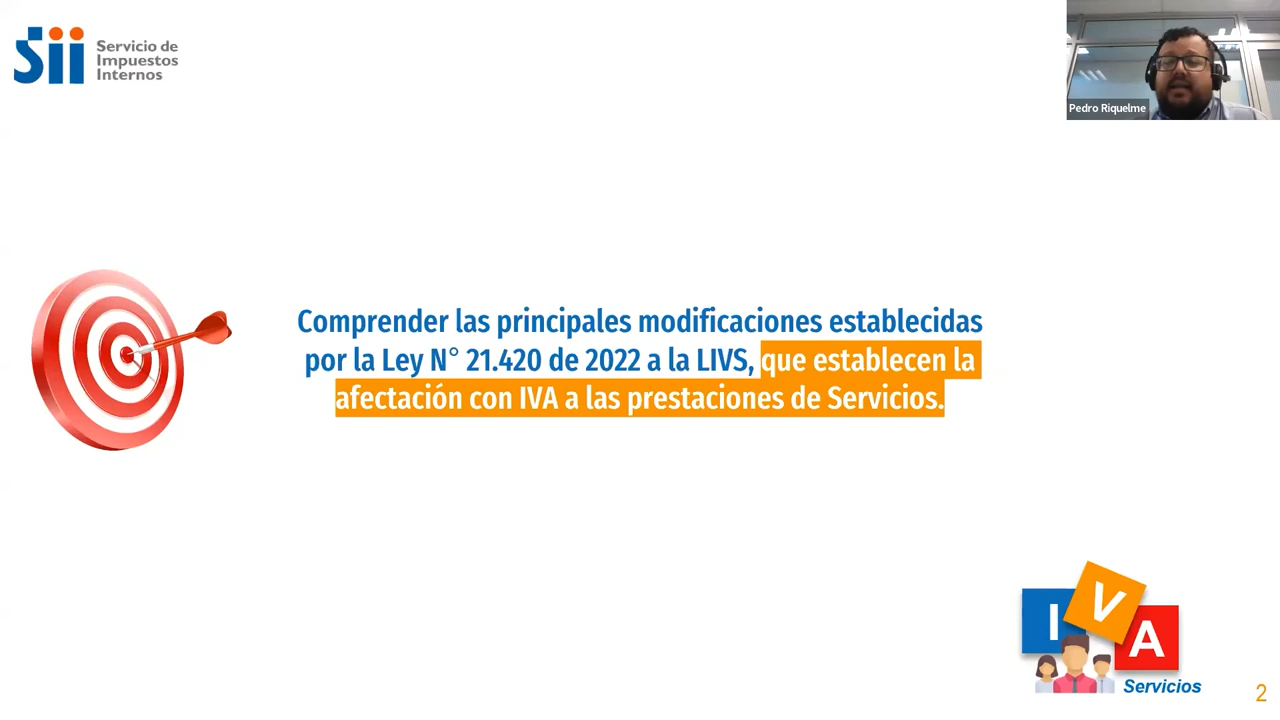 Sii Servicio de
Impuestos
Internos
Pedro Riquelme
Comprender las principales modificaciones establecidas
por la Ley N° 21.420 de 2022 a la LIVS, que establecen la
afectación con IVA a las prestaciones de Servicios.
IVA
Servicios
2